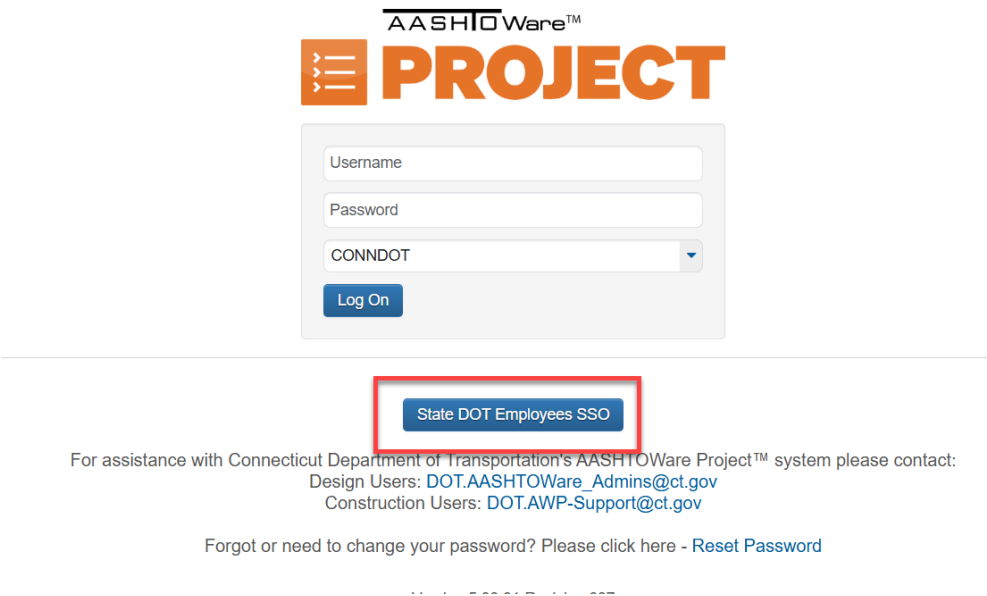 AASHTOWare™
PROJECT
Username
Password
CONNDOT
Log On
State DOT Employees SSO
For assistance with Connecticut Department of Transportation's AASHTOWare Project™ system please contact:
Design Users: DOT.AASHTOWare_Admins@ct.gov
Construction Users: DOT.AWP-Support@ct.gov
Forgot or need to change your password? Please click here - Reset Password